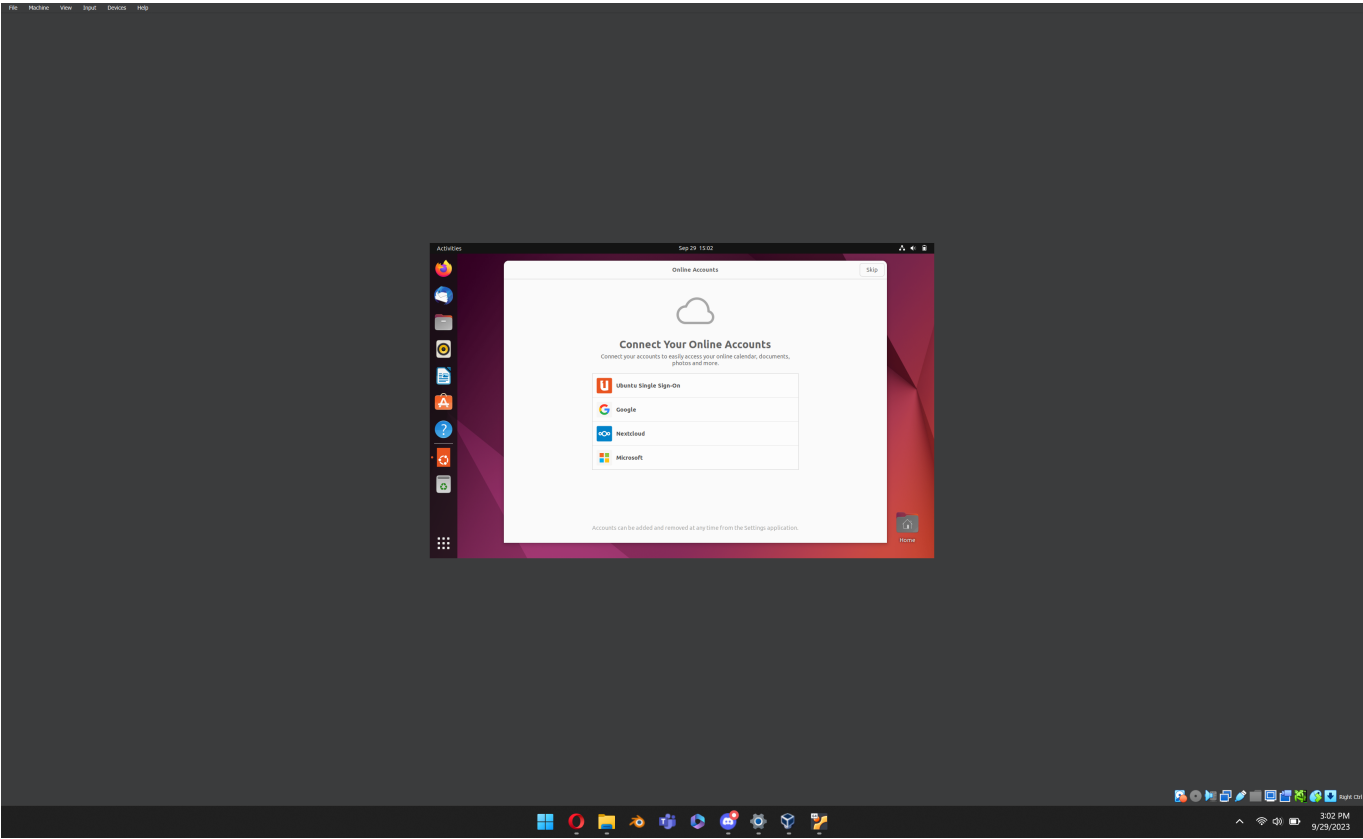 File Machine View Input Devices Help
Activities Sep 29 15:02
Online Accounts Skip
Connect Your Online Accounts
Connect your accounts to easily access your online calendar, documents,
photos and more.
Ubuntu Single Sign-On
Google
Nextcloud
Microsoft
Accounts can be added and removed at any time from the Settings application.
Home
Right Ctrl
3:02 PM
9/29/2023